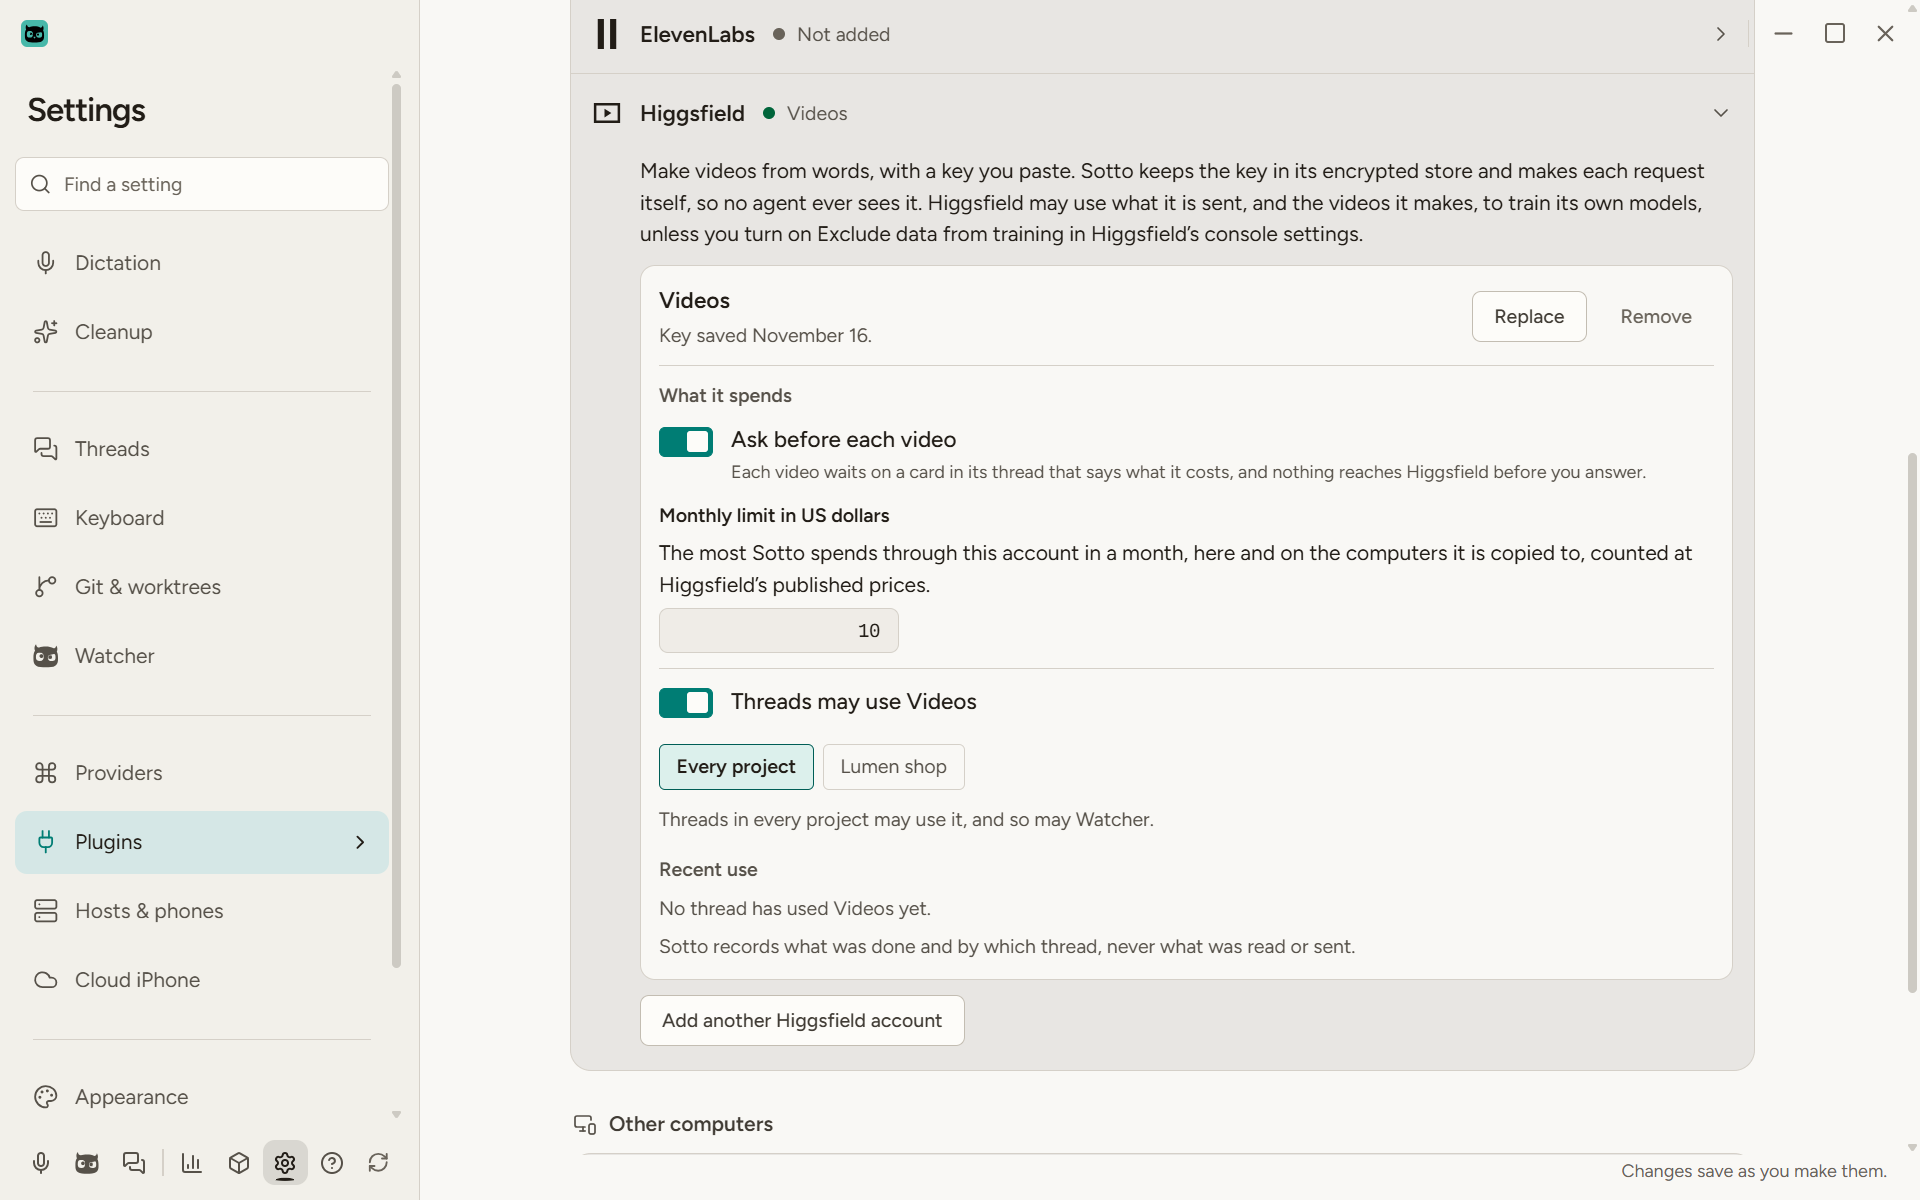 Settings
Find a setting
Dictation
Cleanup
Threads
Keyboard
Git & worktrees
Watcher
Providers
Plugins
Hosts & phones
Cloud iPhone
Appearance
ElevenLabs
Not added
Higgsfield
Videos
Make videos from words, with a key you paste. Sotto keeps the key in its encrypted store and makes each request
itself, so no agent ever sees it. Higgsfield may use what it is sent, and the videos it makes, to train its own models,
unless you turn on Exclude data from training in Higgsfield’s console settings.
Videos
Key saved November 16.
Replace
Remove
What it spends
Ask before each video
Each video waits on a card in its thread that says what it costs, and nothing reaches Higgsfield before you answer.
Monthly limit in US dollars
The most Sotto spends through this account in a month, here and on the computers it is copied to, counted at
Higgsfield’s published prices.
10
Threads may use Videos
Every project
Lumen shop
Threads in every project may use it, and so may Watcher.
Recent use
No thread has used Videos yet.
Sotto records what was done and by which thread, never what was read or sent.
Add another Higgsfield account
Other computers
Changes save as you make them.